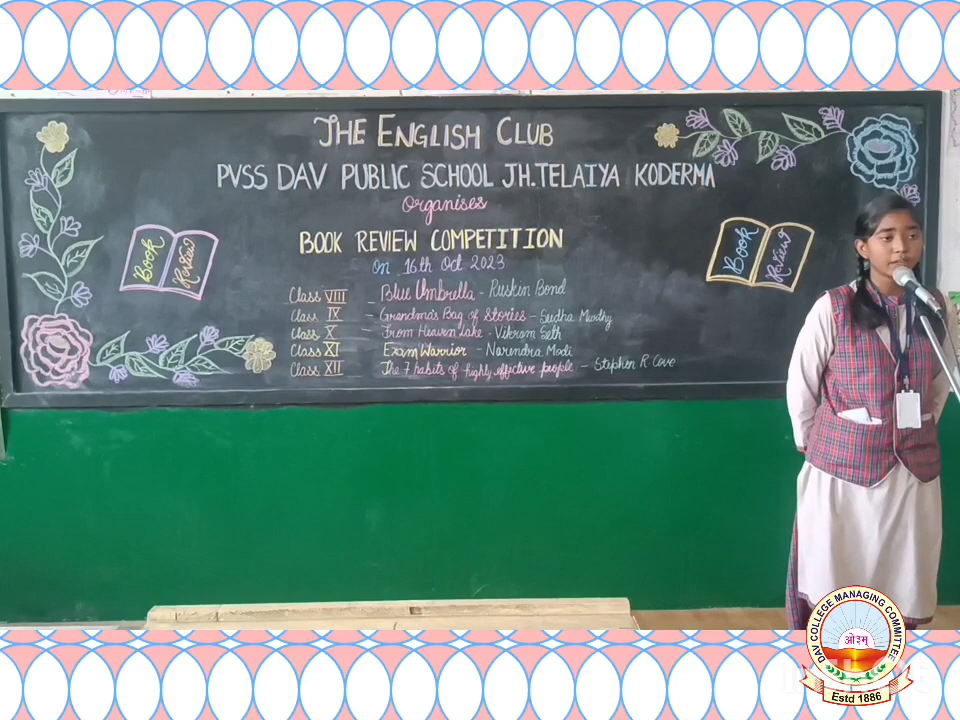 THE ENGLISH CLUB
PVSS DAV PUBLIC SCHOOL JH.TELAIYA KODERMA
Organises
BOOK REVIEW COMPETITION
On 16th Oct 2023
Book Review
Book Review
Class VIII - Blue Umbrella - Ruskin Bond
Class IX - Grandma's Bag of Stories - Sudha Murthy
Class X - From Heaven Lake - Vikram Seth
Class XI Exam Warrior - Narendra Modi
Class XII The 7 habits of highly effective people - Stephen R Cove
DAV COLLEGE MANAGING COMMITTEE
ओ३म्
Estd 1886